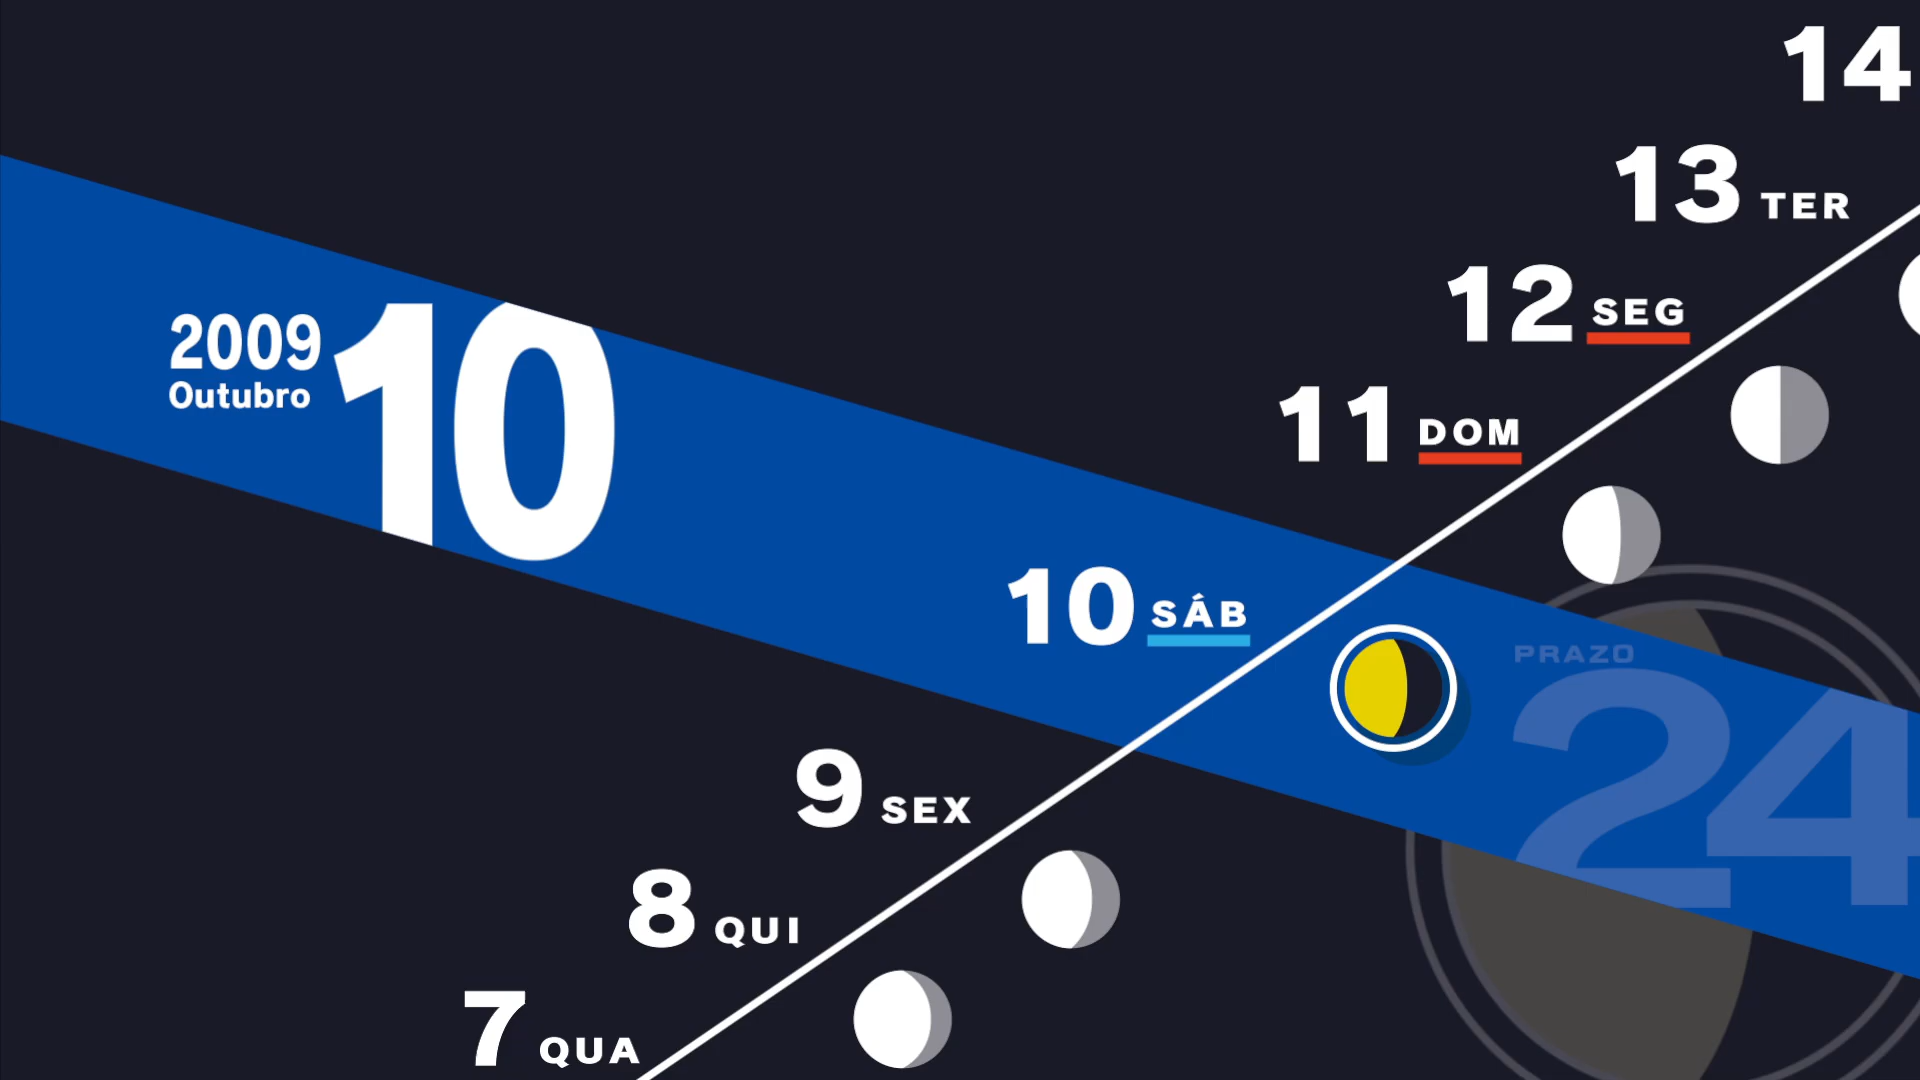 14
13 TER
12 SEG
11 DOM
2009
Outubro
10
10 SÁB
PRAZO
24
9 SEX
8 QUI
7 QUA